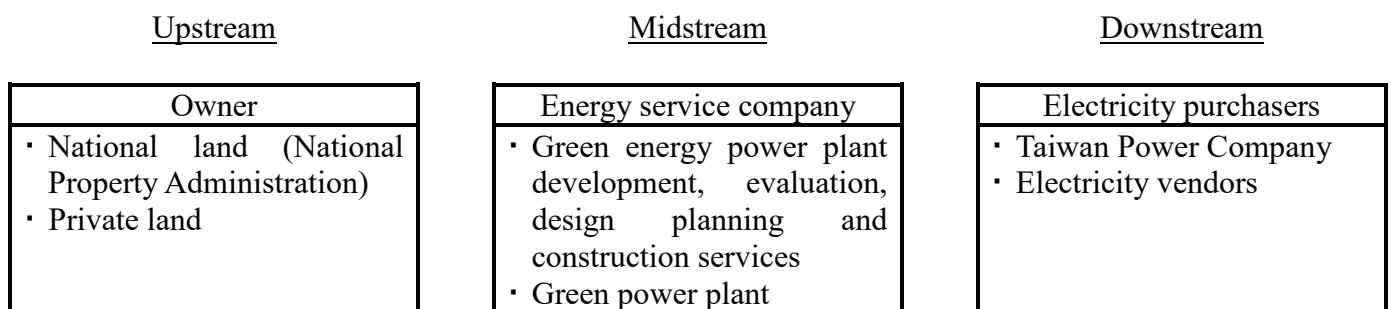 Upstream
Midstream
Downstream
Owner
· National land (National
Property Administration)
· Private land
Energy service company
· Green energy power plant
development, evaluation,
design planning and
construction services
· Green power plant
Electricity purchasers
· Taiwan Power Company
· Electricity vendors